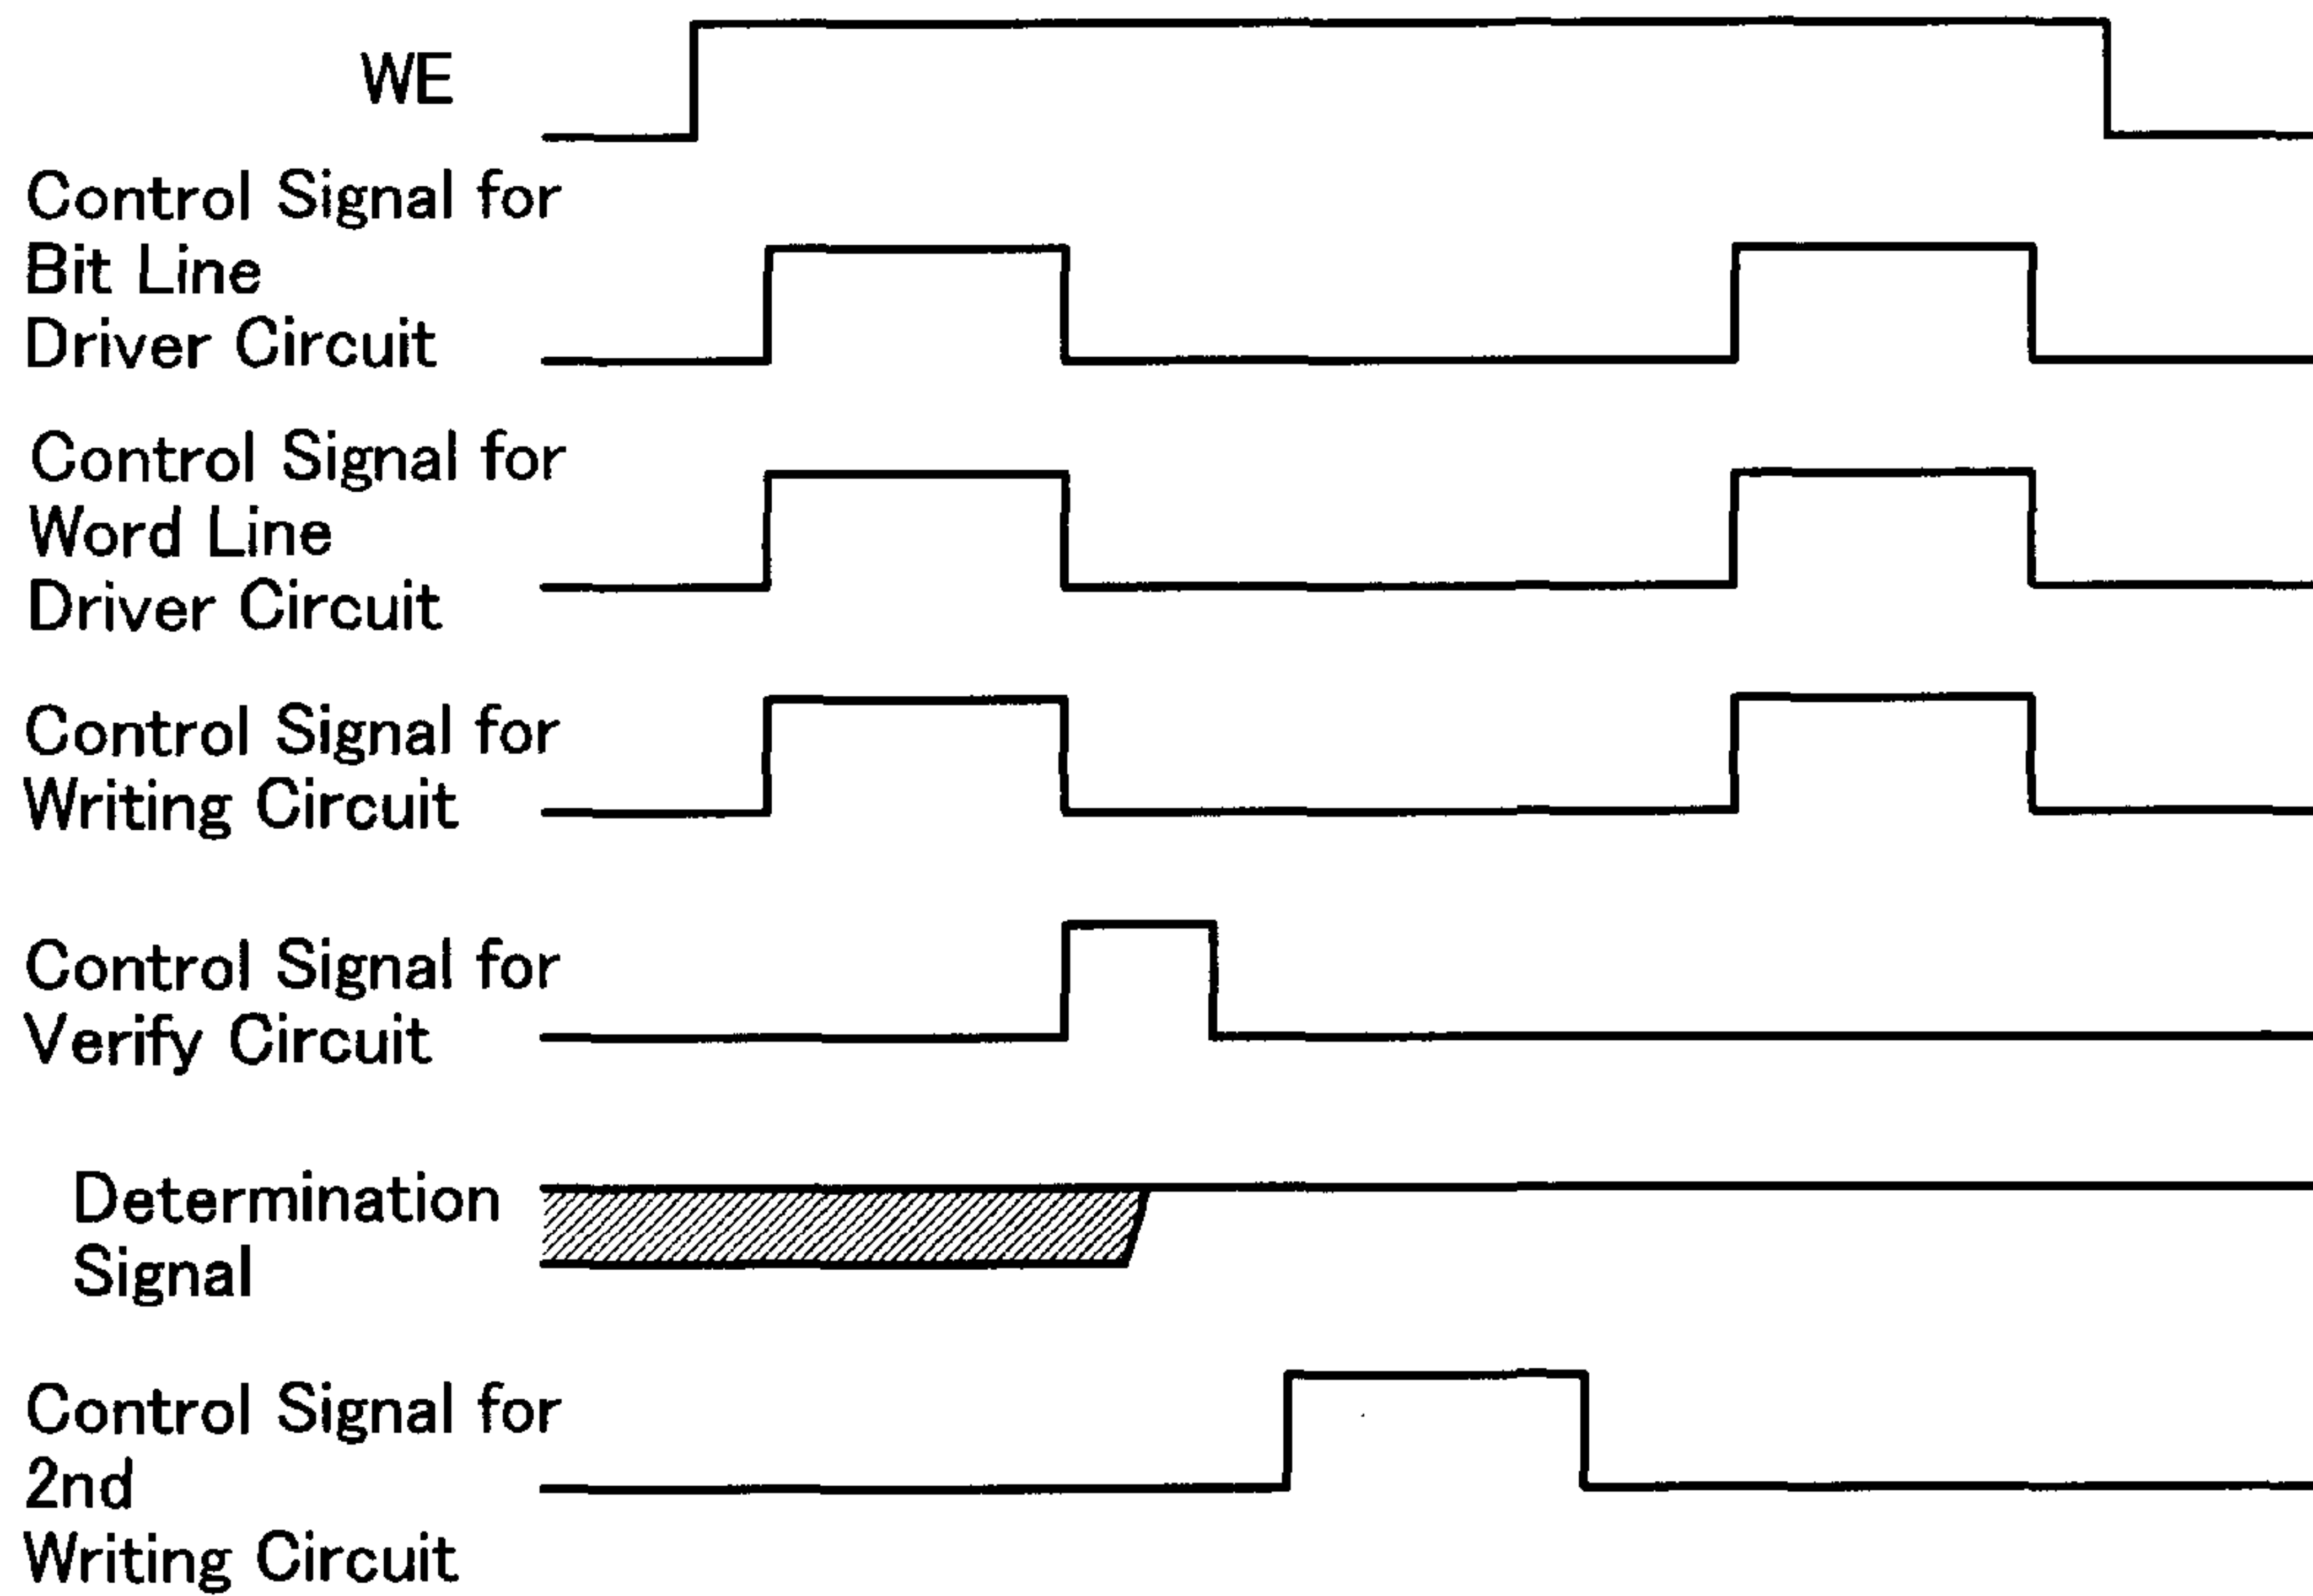 WE
Control Signal for
Bit Line
Driver Circuit
Control Signal for
Word Line
Driver Circuit
Control Signal for
Writing Circuit
Control Signal for
Verify Circuit
Determination
Signal
Control Signal for
2nd
Writing Circuit